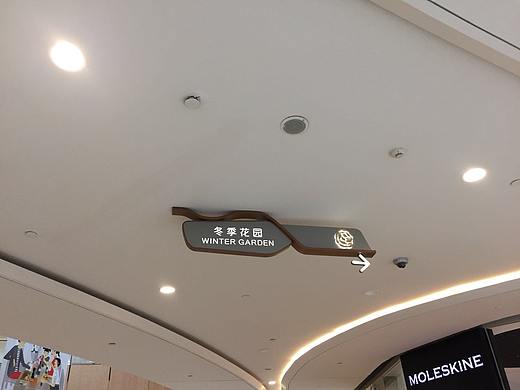 冬季花园
WINTER GARDEN
MOLESKINE